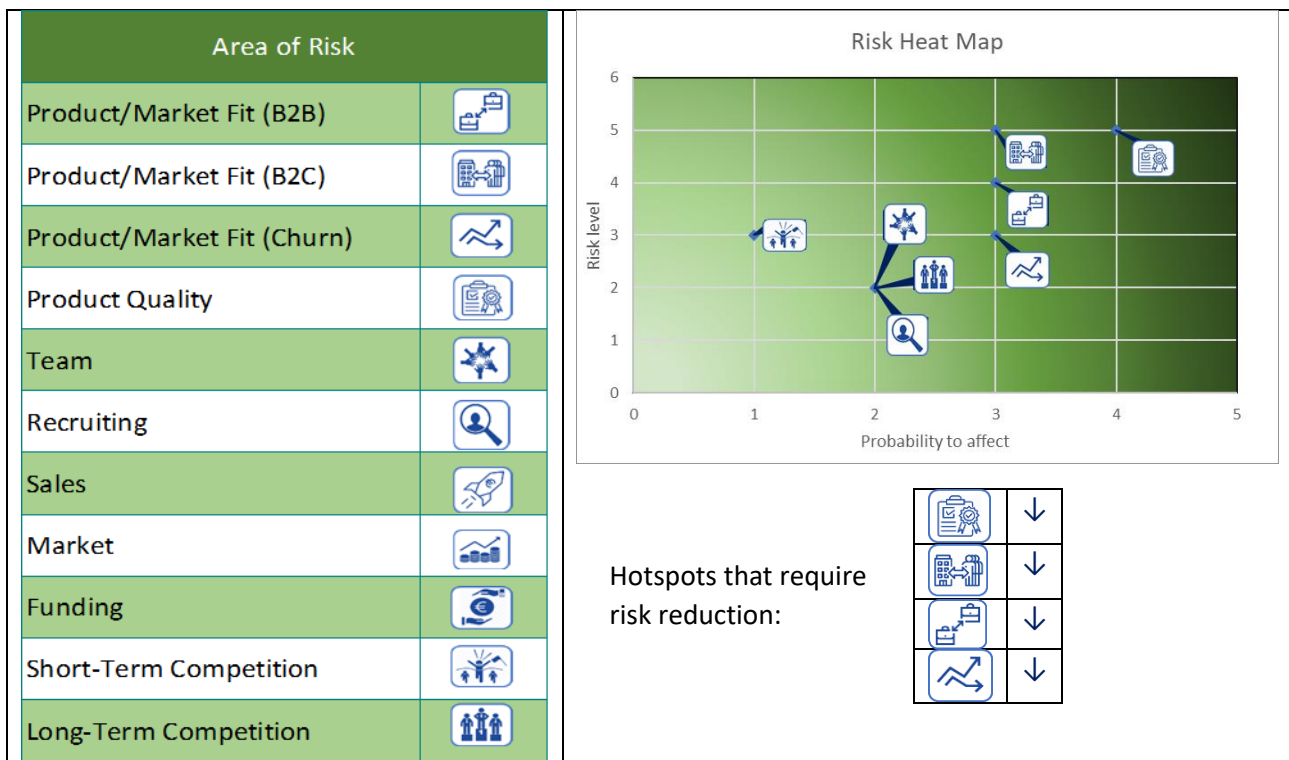 Area of Risk
Product/Market Fit (B2B)
Product/Market Fit (B2C)
Product/Market Fit (Churn)
Product Quality
Team
Recruiting
Sales
Market
Funding
Short-Term Competition
Long-Term Competition
Risk Heat Map
Risk level
6
5
4
3
2
1
0
0 1 2 3 4 5
Probability to affect
Hotspots that require
risk reduction: